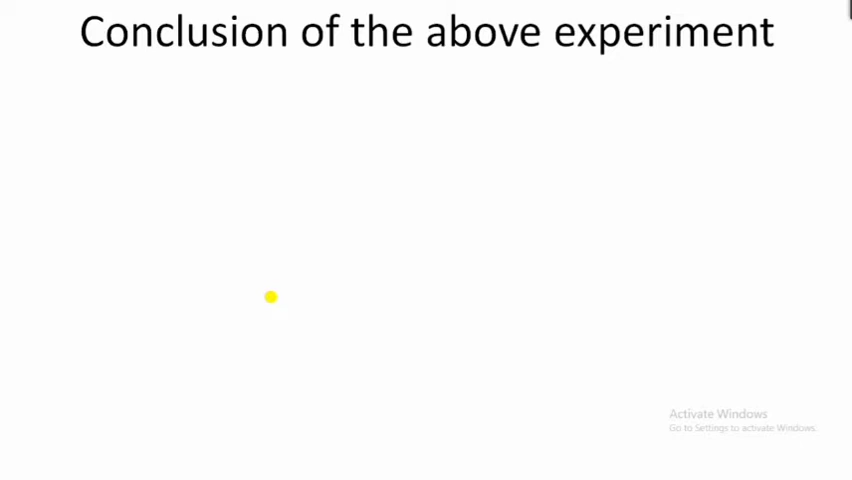 Conclusion of the above experiment
Activate Windows
Go to Settings to activate Windows.